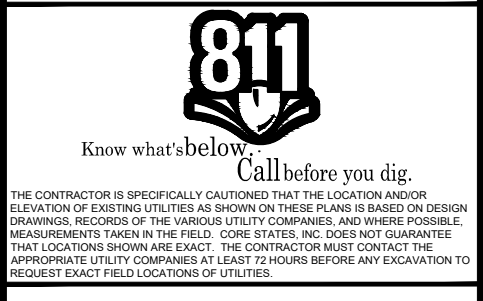 811
Know what's below.
Call before you dig.
THE CONTRACTOR IS SPECIFICALLY CAUTIONED THAT THE LOCATION AND/OR
ELEVATION OF EXISTING UTILITIES AS SHOWN ON THESE PLANS IS BASED ON DESIGN
DRAWINGS, RECORDS OF THE VARIOUS UTILITY COMPANIES, AND WHERE POSSIBLE,
MEASUREMENTS TAKEN IN THE FIELD. CORE STATES, INC. DOES NOT GUARANTEE
THAT LOCATIONS SHOWN ARE EXACT. THE CONTRACTOR MUST CONTACT THE
APPROPRIATE UTILITY COMPANIES AT LEAST 72 HOURS BEFORE ANY EXCAVATION TO
REQUEST EXACT FIELD LOCATIONS OF UTILITIES.